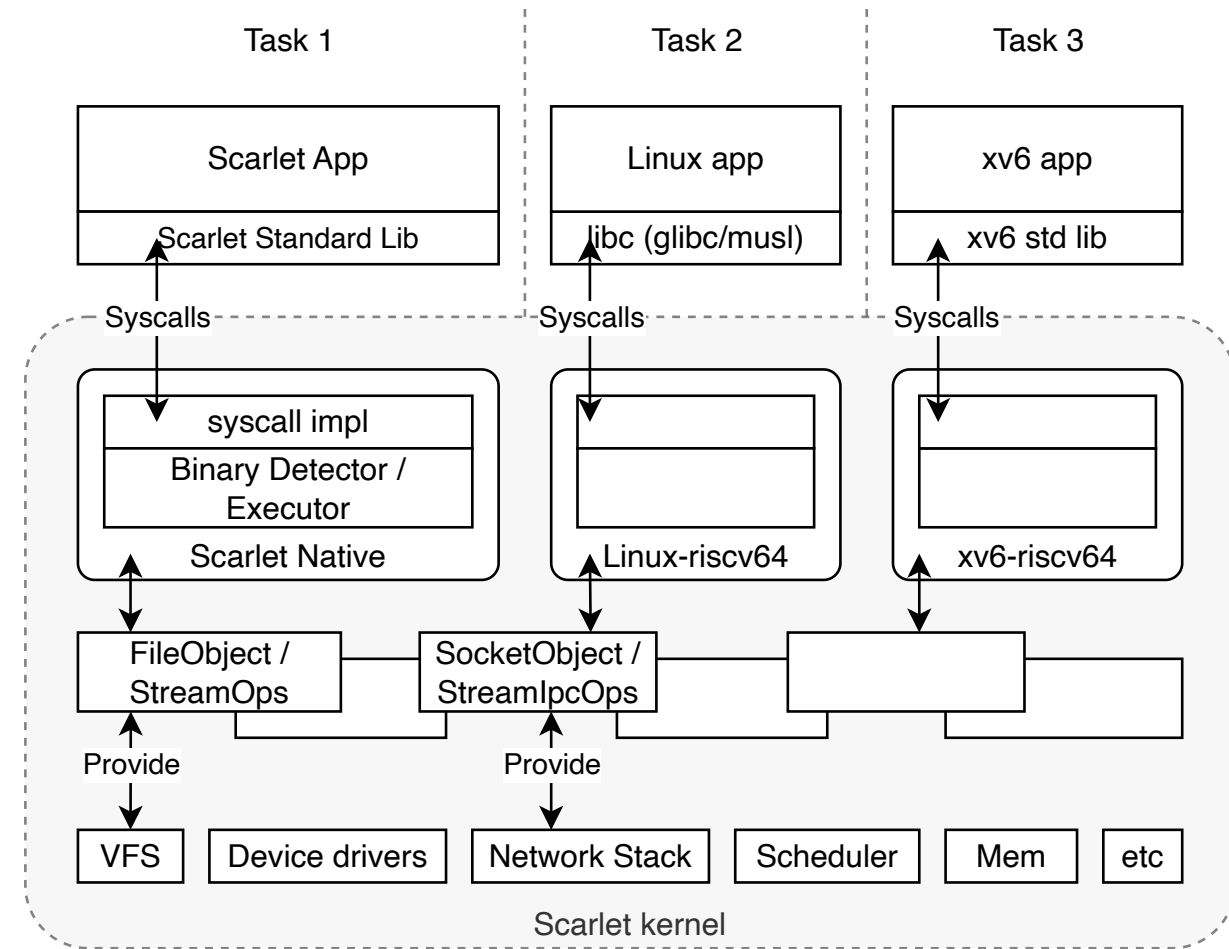 Task 1
Task 2
Task 3
Scarlet App
Linux app
xv6 app
Scarlet Standard Lib
libc (glibc/musl)
xv6 std lib
Syscalls
Syscalls
Syscalls
syscall impl
Binary Detector /
Executor
Scarlet Native
Linux-riscv64
xv6-riscv64
FileObject /
StreamOps
SocketObject /
StreamIpcOps
Provide
Provide
VFS
Device drivers
Network Stack
Scheduler
Mem
etc
Scarlet kernel